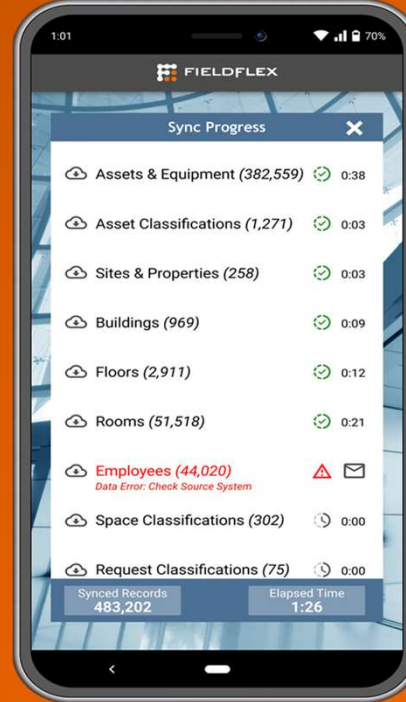 1:01
70%
FIELDFLEX
Sync Progress
Assets & Equipment (382,559) 0:38
Asset Classifications (1,271) 0:03
Sites & Properties (258) 0:03
Buildings (969) 0:09
Floors (2,911) 0:12
Rooms (51,518) 0:21
Employees (44,020)
Data Error: Check Source System
Space Classifications (302) 0:00
Request Classifications (75) 0:00
Synced Records
483,202
Elapsed Time
1:26